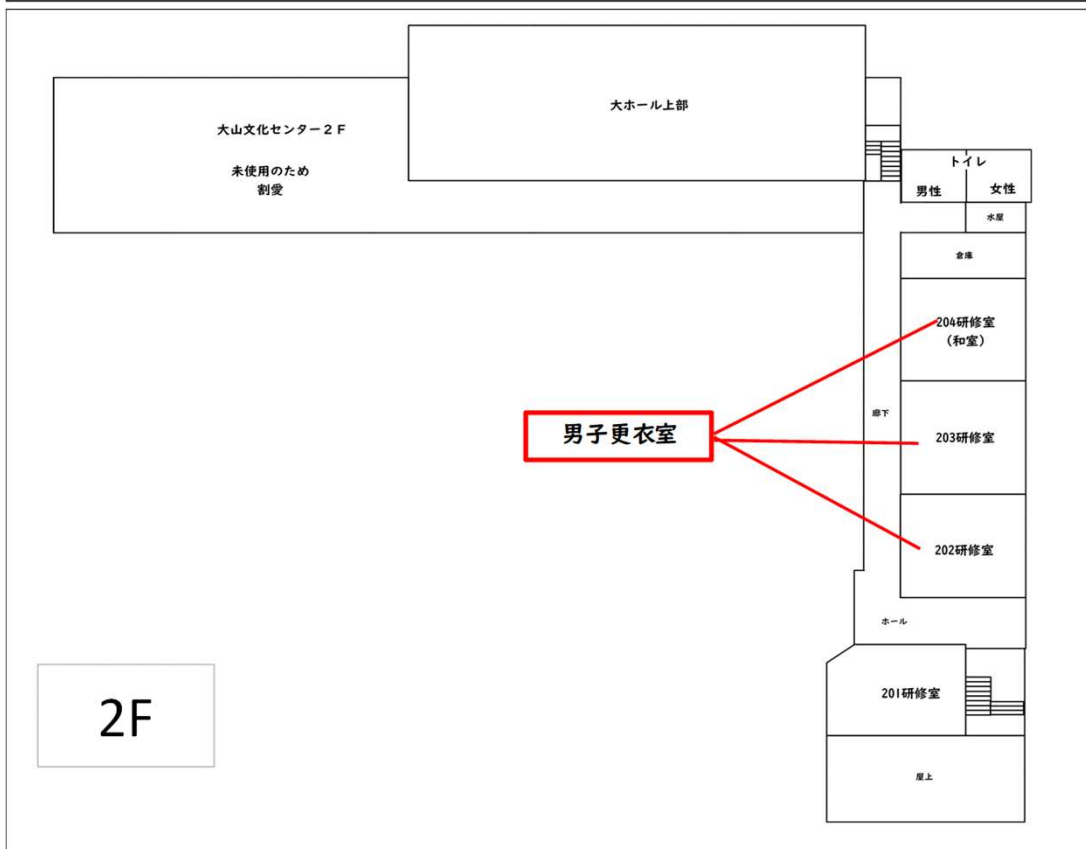 大ホール上部
大山文化センター２Ｆ
未使用のため
割愛
トイレ
男性
女性
水屋
倉庫
204研修室
(和室)
廊下
男子更衣室
203研修室
202研修室
ホール
201研修室
2F
屋上